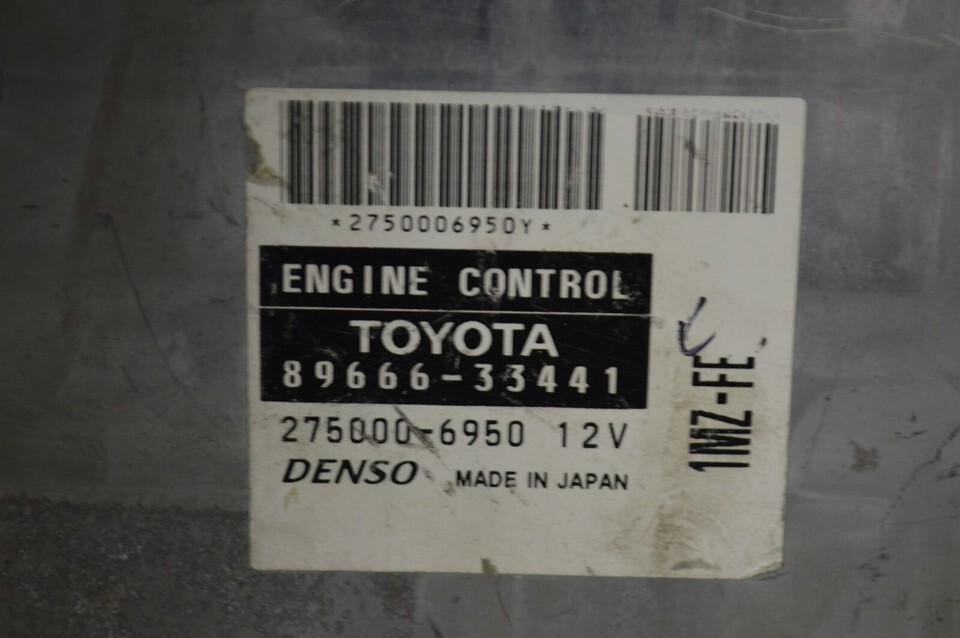 *2750006950Y*
ENGINE CONTROL
TOYOTA
89666-33441
275000-6950 12V
DENSO MADE IN JAPAN
1MZ-FE